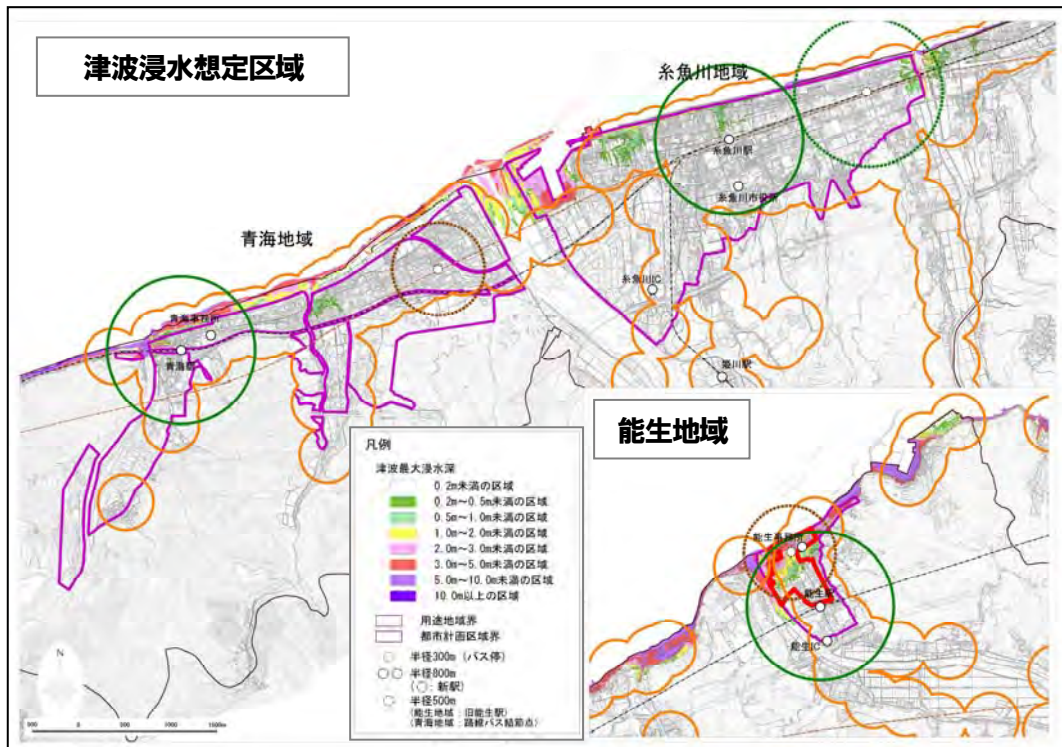 津波浸水想定区域
糸魚川地域
糸魚川駅
糸魚川市役所
青海地域
糸魚川IC
青海事務所
青海駅
姫川駅
能生地域
能生事務所
能生駅
能生IC
凡例
津波最大浸水深
0.2m未満の区域
0.2m～0.5m未満の区域
0.5m～1.0m未満の区域
1.0m～2.0m未満の区域
2.0m～3.0m未満の区域
3.0m～5.0m未満の区域
5.0m～10.0m未満の区域
10.0m以上の区域
用途地域界
都市計画区域界
半径300m（バス停）
半径800m
（○：新駅）
半径500m
（能生地域：旧能生駅）
（青海地域：路線バス結節点）
N
500 0 500 1000 1500m